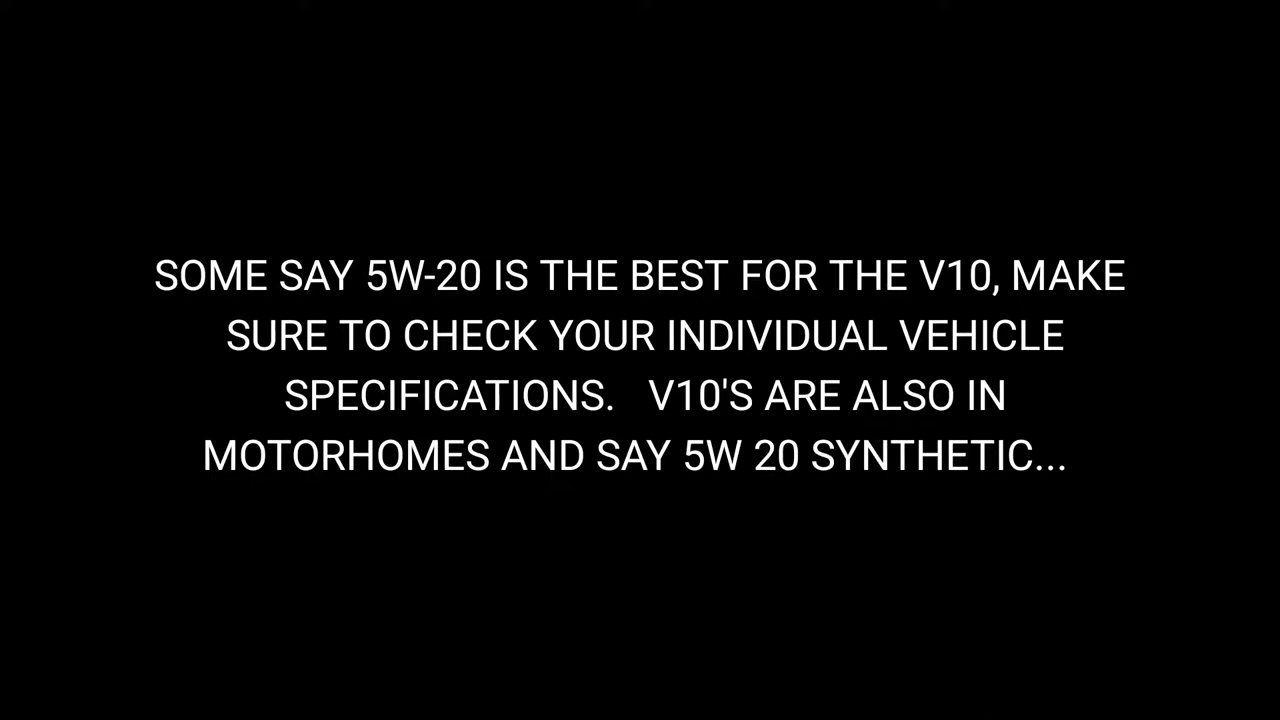 SOME SAY 5W-20 IS THE BEST FOR THE V10, MAKE
SURE TO CHECK YOUR INDIVIDUAL VEHICLE
SPECIFICATIONS.   V10'S ARE ALSO IN
MOTORHOMES AND SAY 5W 20 SYNTHETIC...